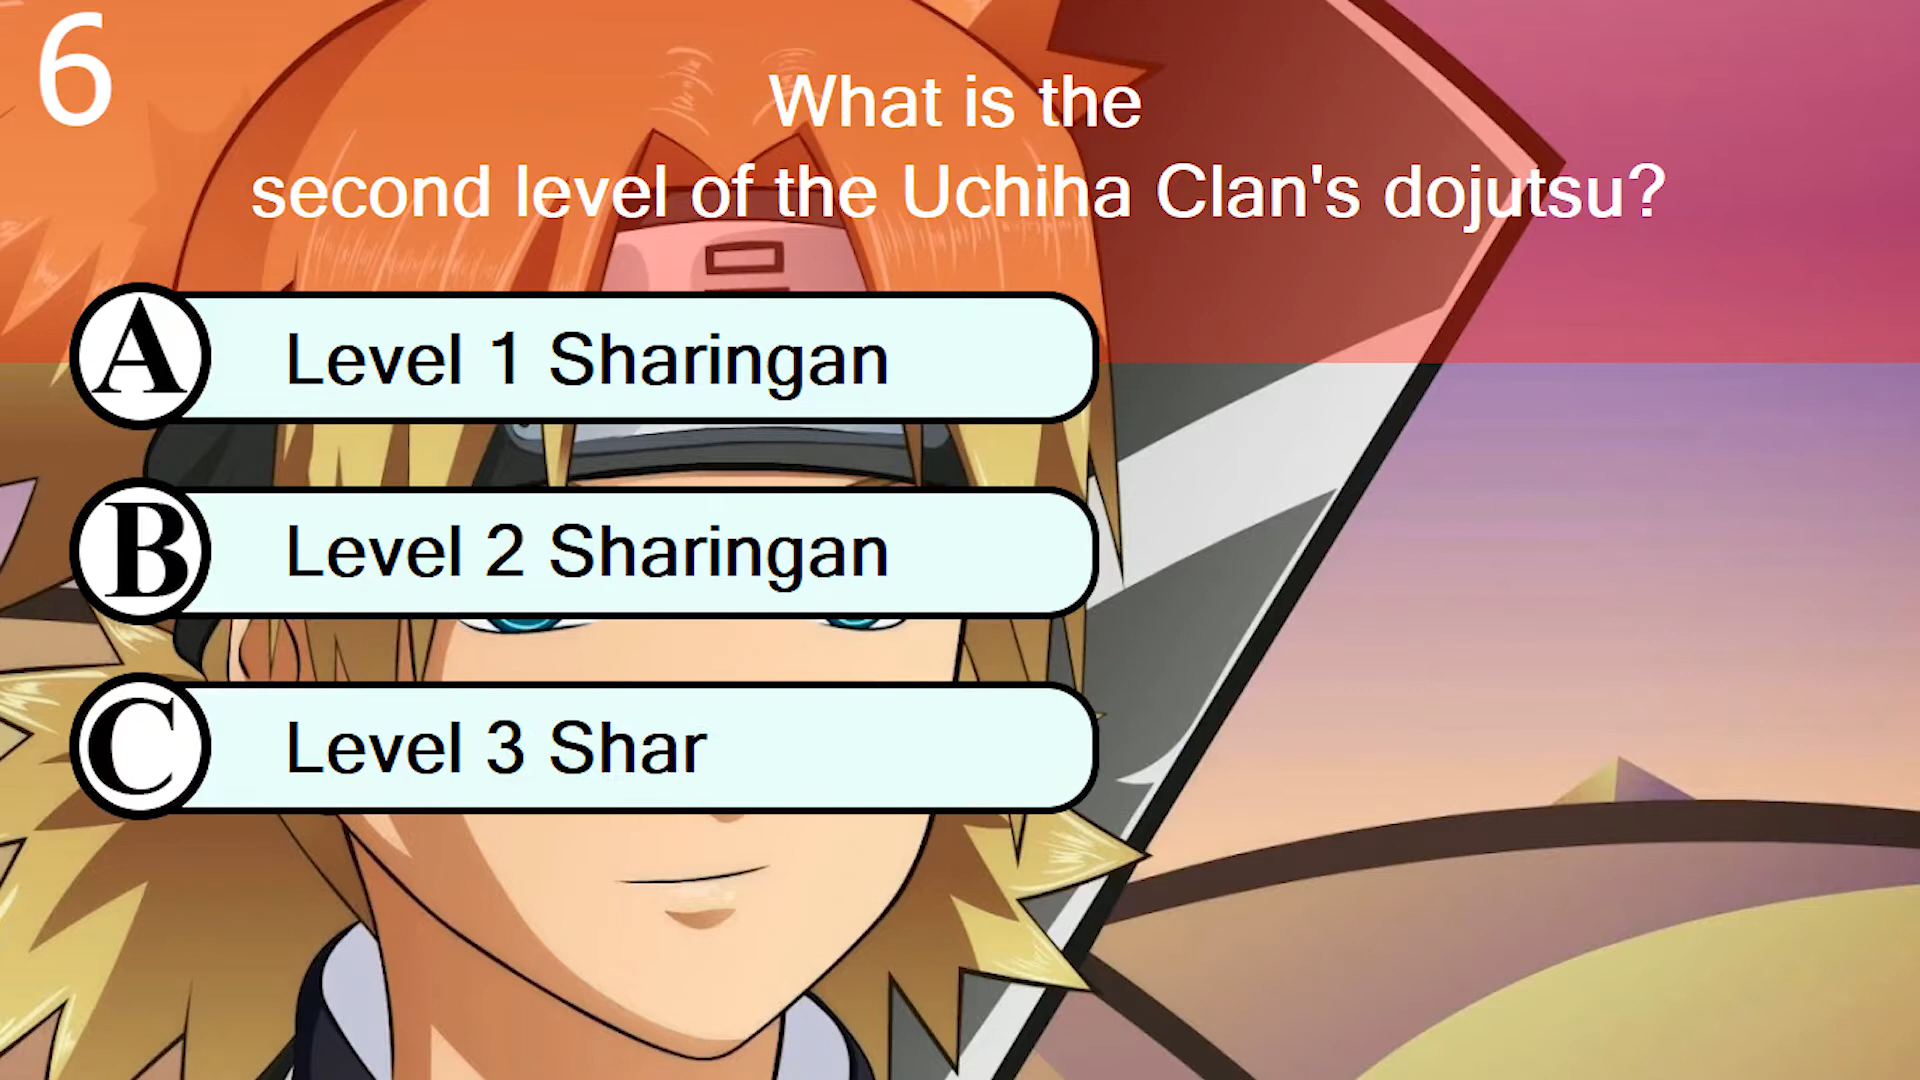 6
What is the
second level of the Uchiha Clan's dojutsu?
A Level 1 Sharingan
B Level 2 Sharingan
C Level 3 Shar